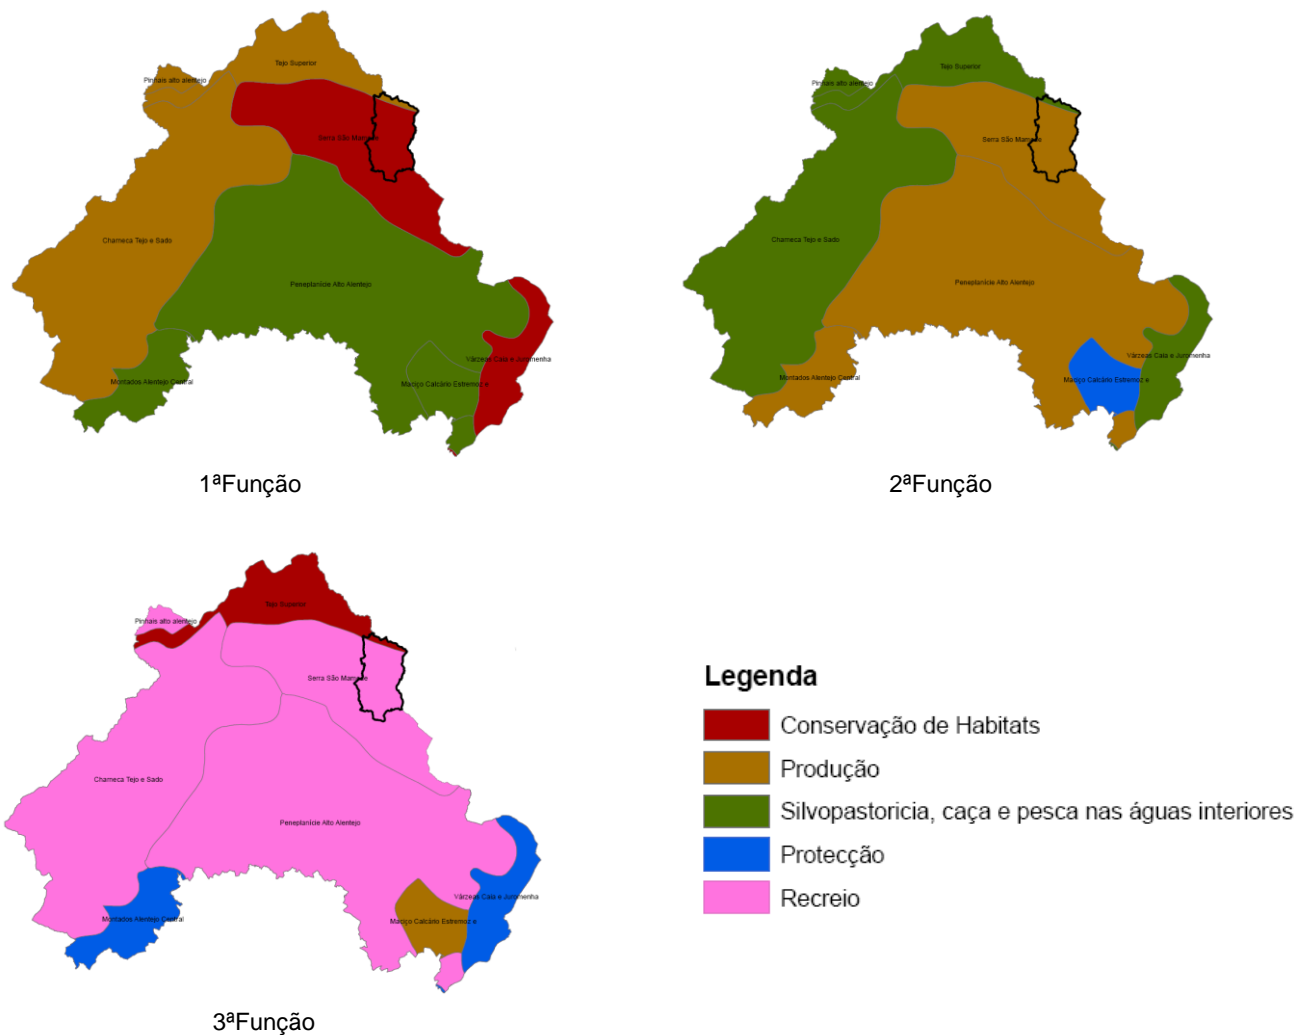 Tejo Superior
Pinhais alto alentejo
Serra São Mamede
Charneca Tejo e Sado
Peneplanície Alto Alentejo
Várzeas Caia e Juromenha
Maciço Calcário Estremoz e
Montados Alentejo Central
1ªFunção
Tejo Superior
Pinhais alto alentejo
Serra São Mamede
Charneca Tejo e Sado
Peneplanície Alto Alentejo
Várzeas Caia e Juromenha
Maciço Calcário Estremoz e
Montados Alentejo Central
2ªFunção
Tejo Superior
Pinhais alto alentejo
Serra São Mamede
Charneca Tejo e Sado
Peneplanície Alto Alentejo
Várzeas Caia e Juromenha
Maciço Calcário Estremoz e
Montados Alentejo Central
3ªFunção
Legenda
Conservação de Habitats
Produção
Silvopastoricia, caça e pesca nas águas interiores
Protecção
Recreio